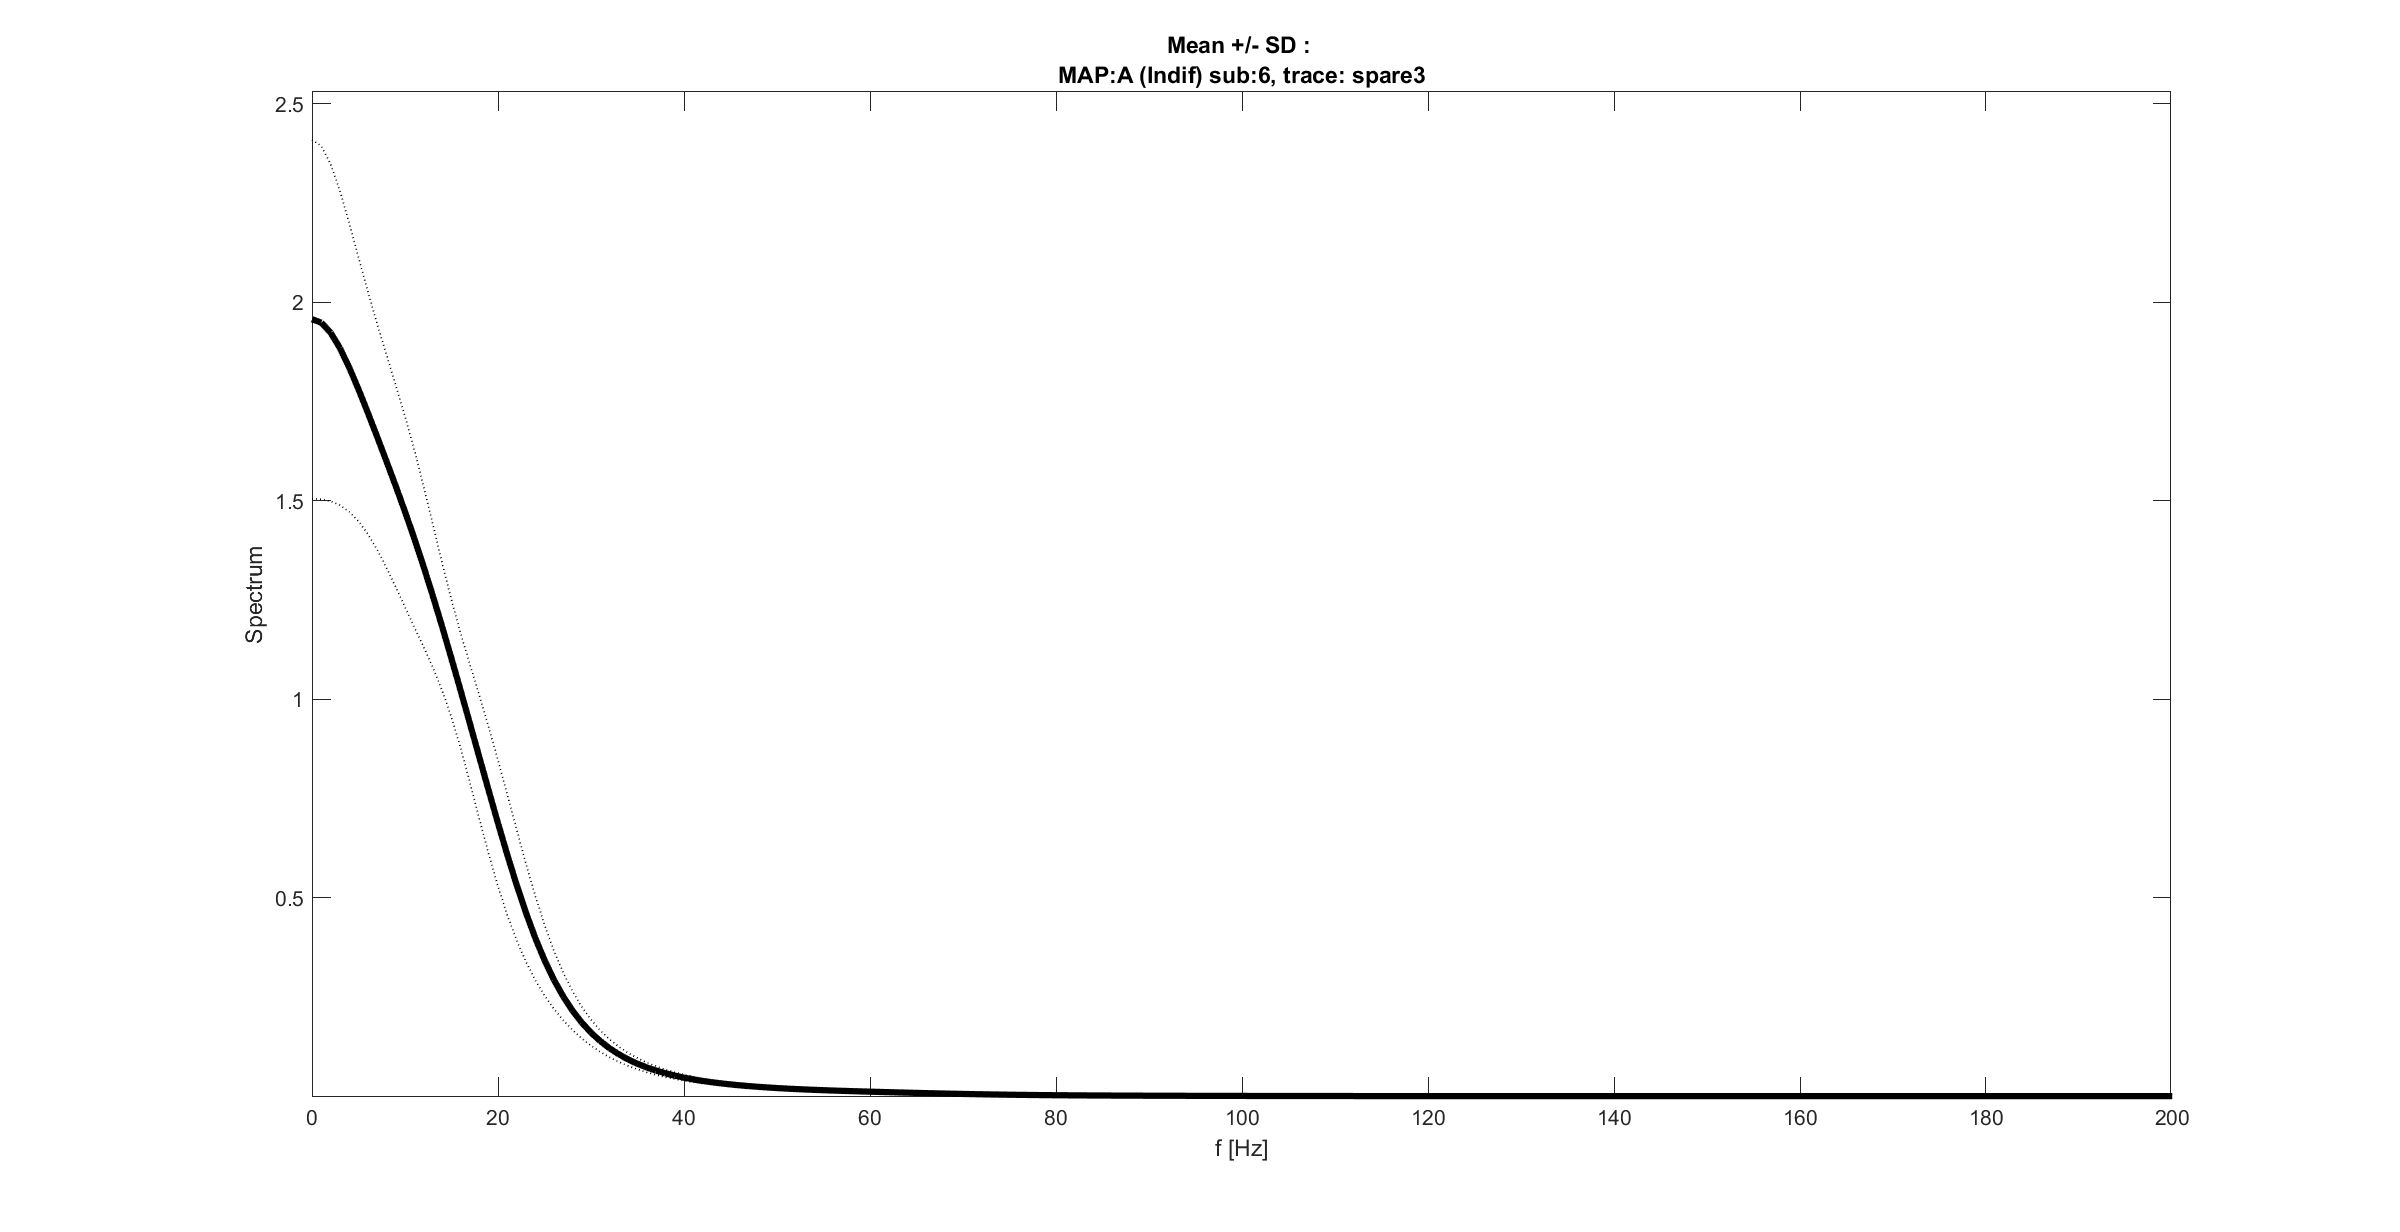 Mean +/- SD :
MAP:A (Indif) sub:6, trace: spare3
2.5
2
1.5
1
0.5
Spectrum
0 20 40 60 80 100 120 140 160 180 200
f [Hz]